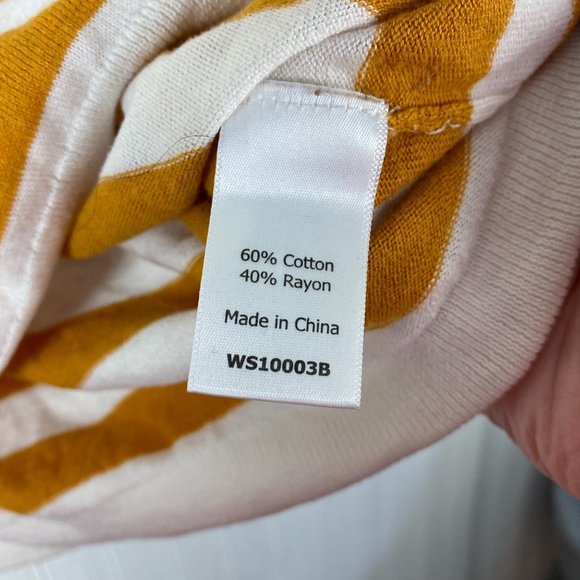 60% Cotton
40% Rayon
Made in China
WS10003B